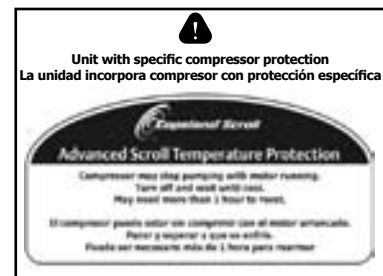 Unit with specific compressor protection
La unidad incorpora compresor con protección específica
Copeland Scroll
Advanced Scroll Temperature Protection
Compressor may stop pumping with motor running.
Turn off and wait until cool.
May need more than 1 hour to reset.
El compresor puede estar sin comprimir con el motor arrancado.
Parar y esperar a que se enfríe.
Puede ser necesario más de 1 hora para rearmar